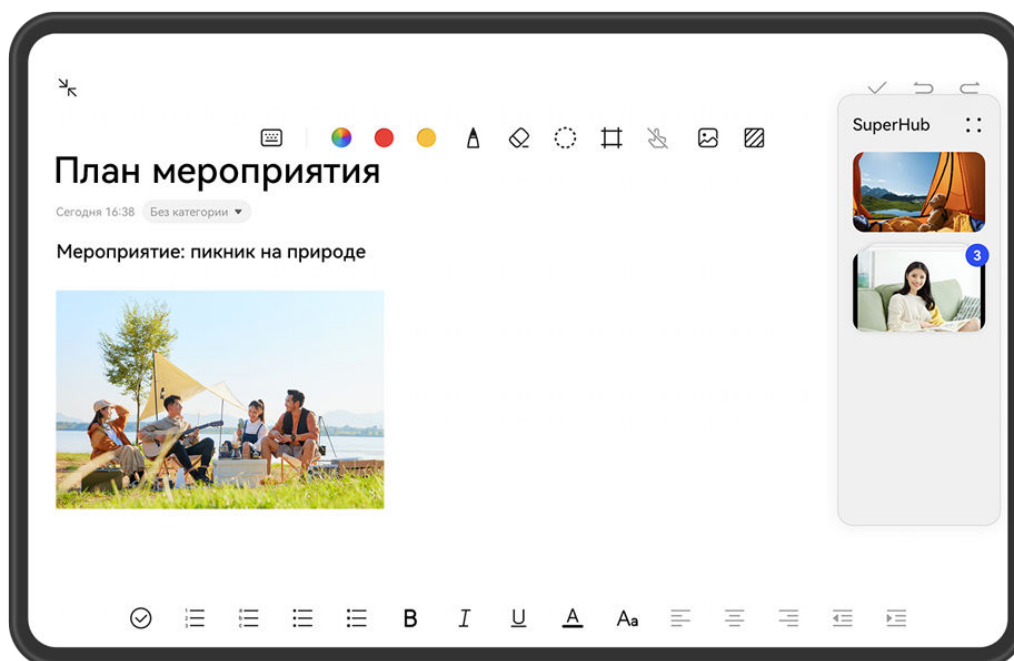 SuperHub
План мероприятия
Сегодня 16:38 Без категории
Мероприятие: пикник на природе
3
B I U A Aa